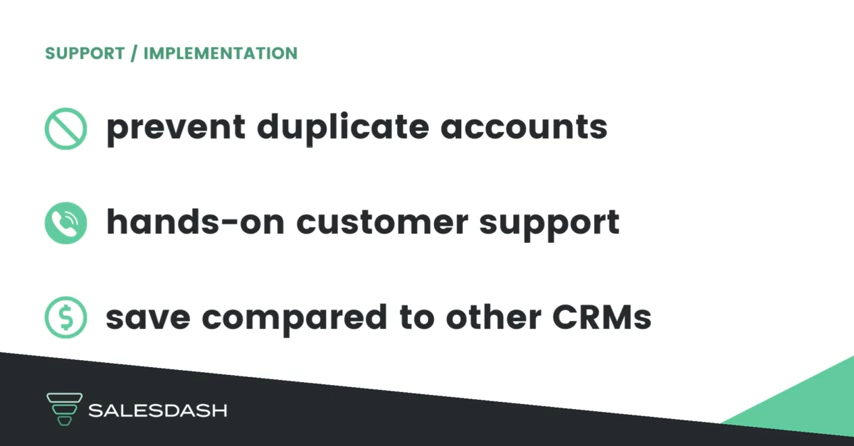 SUPPORT / IMPLEMENTATION
prevent duplicate accounts
hands-on customer support
$
save compared to other CRMs
SALESDASH